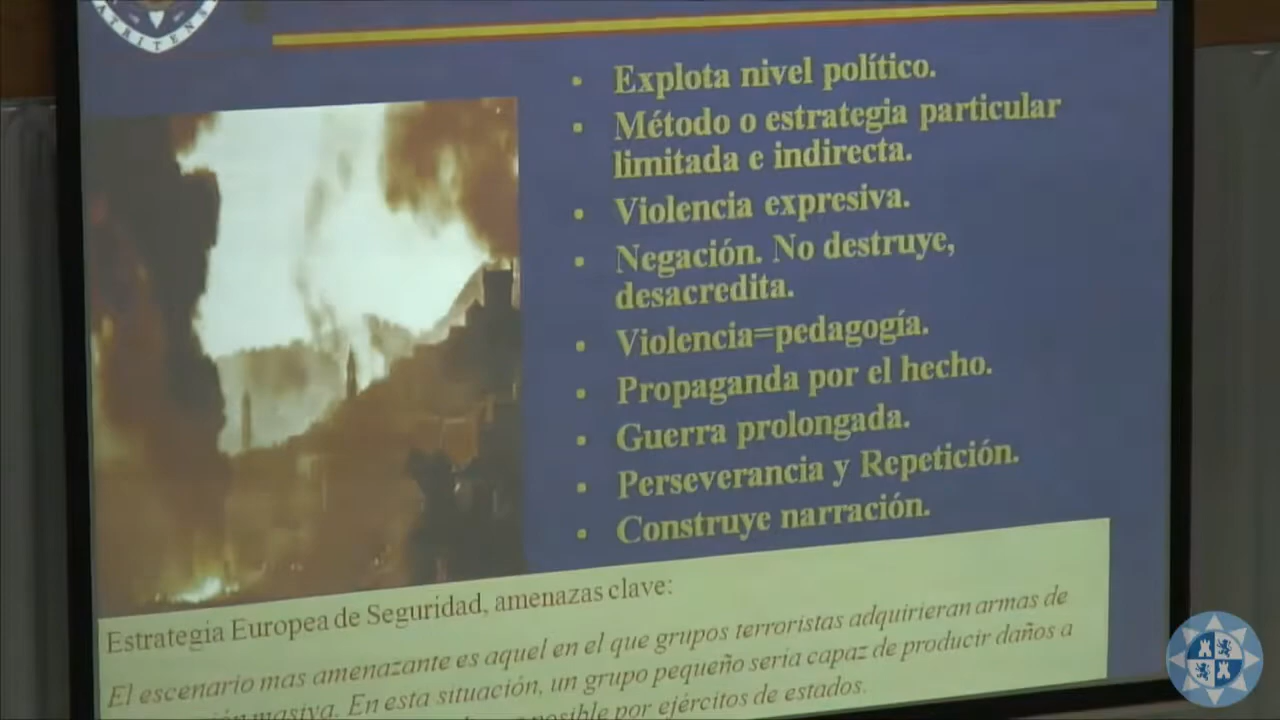 ATRITENS
• Explota nivel político.
• Método o estrategia particular
limitada e indirecta.
• Violencia expresiva.
• Negación. No destruye,
desacredita.
• Violencia=pedagogía.
• Propaganda por el hecho.
• Guerra prolongada.
• Perseverancia y Repetición.
• Construye narración.
Estrategia Europea de Seguridad, amenazas clave:
El escenario mas amenazante es aquel en el que grupos terroristas adquirieran armas de
masiva. En esta situación, un grupo pequeño seria capaz de producir daños a
por ejércitos de estados.